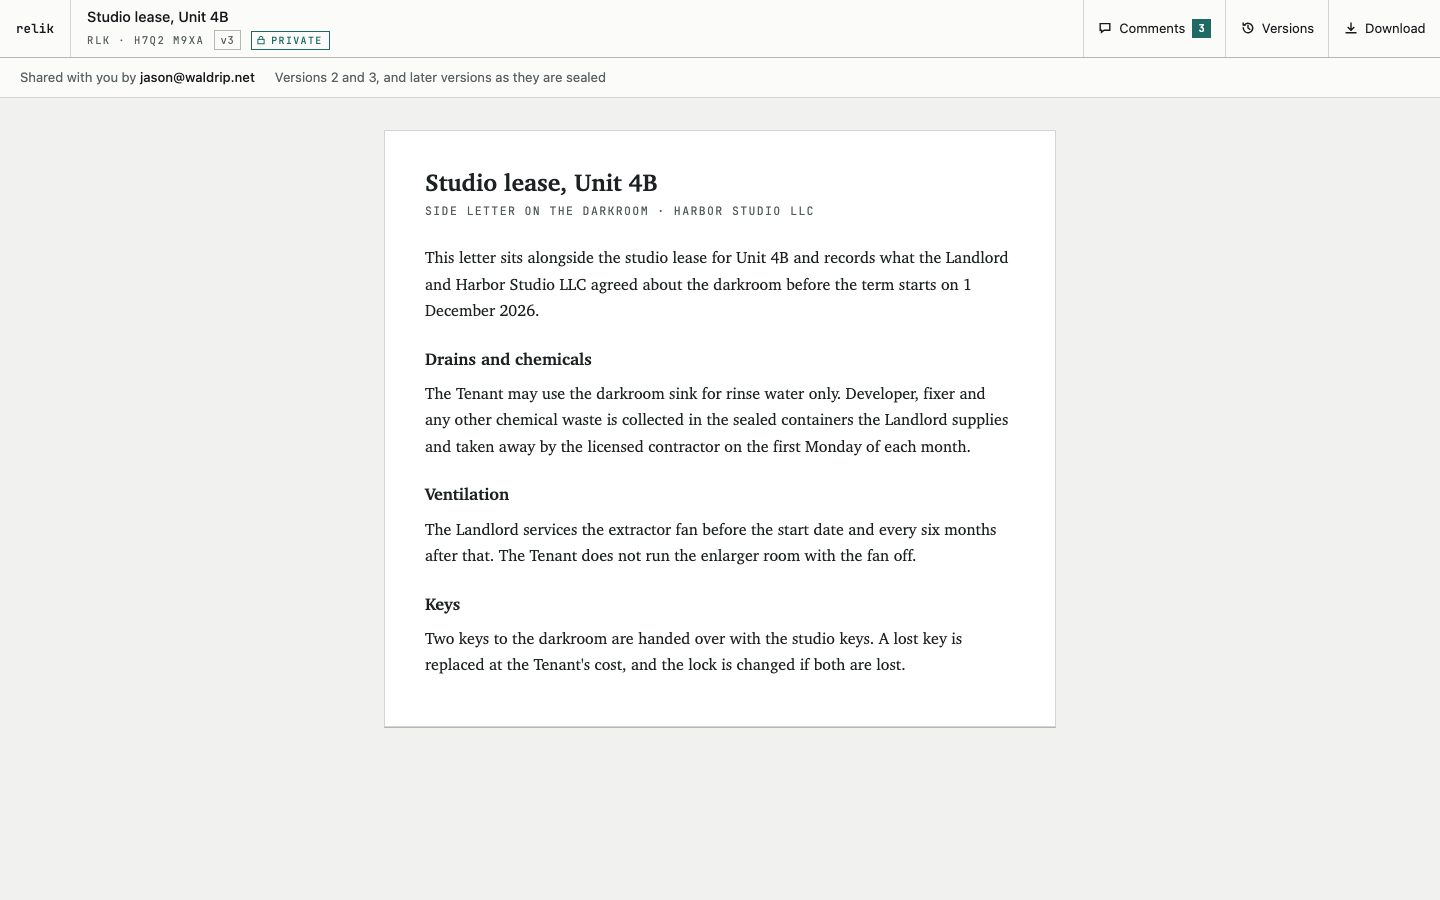 relik
Studio lease, Unit 4B
RLK · H7Q2 M9XA v3 PRIVATE
Comments 3
Versions
Download
Shared with you by jason@waldrip.net Versions 2 and 3, and later versions as they are sealed
Studio lease, Unit 4B
SIDE LETTER ON THE DARKROOM · HARBOR STUDIO LLC
This letter sits alongside the studio lease for Unit 4B and records what the Landlord
and Harbor Studio LLC agreed about the darkroom before the term starts on 1
December 2026.
Drains and chemicals
The Tenant may use the darkroom sink for rinse water only. Developer, fixer and
any other chemical waste is collected in the sealed containers the Landlord supplies
and taken away by the licensed contractor on the first Monday of each month.
Ventilation
The Landlord services the extractor fan before the start date and every six months
after that. The Tenant does not run the enlarger room with the fan off.
Keys
Two keys to the darkroom are handed over with the studio keys. A lost key is
replaced at the Tenant's cost, and the lock is changed if both are lost.